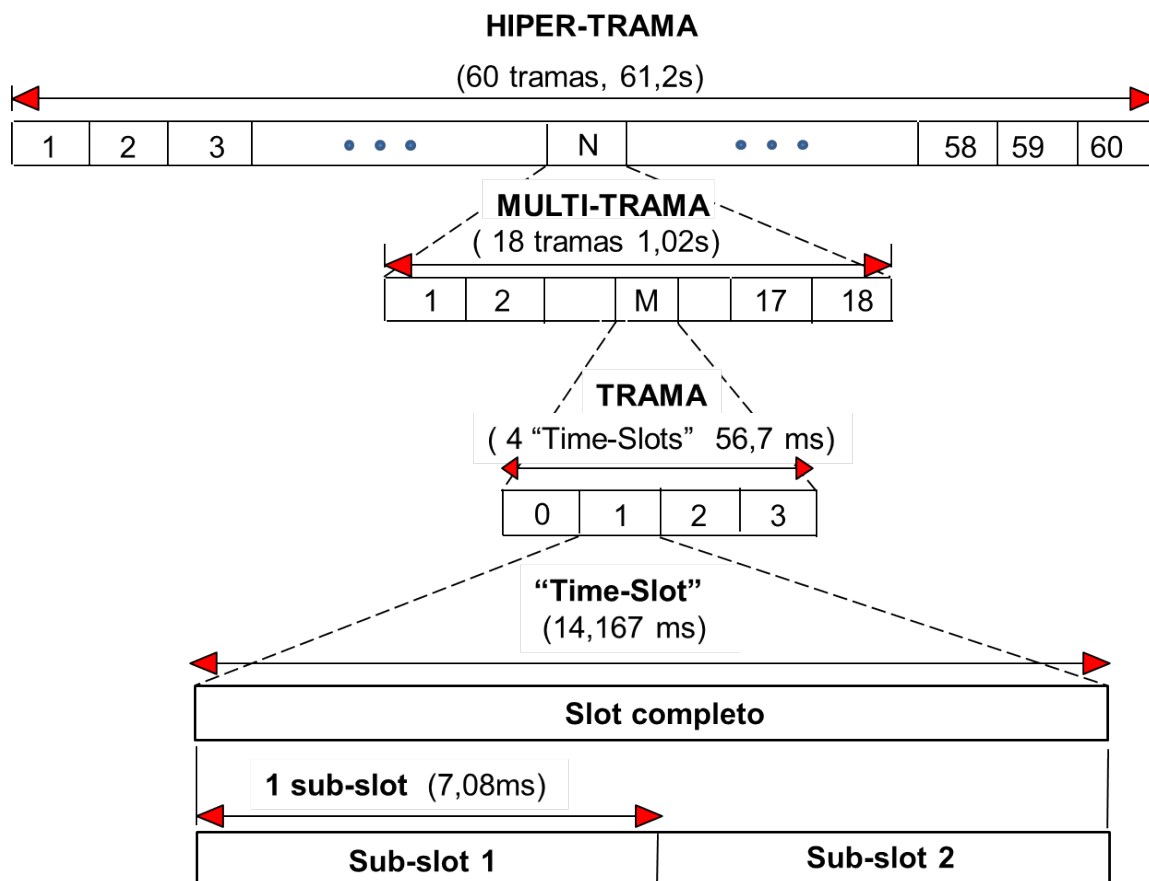 HIPER-TRAMA
(60 tramas, 61,2s)
1 2 3 N 58 59 60
MULTI-TRAMA
( 18 tramas 1,02s)
1 2 M 17 18
TRAMA
( 4 “Time-Slots” 56,7 ms)
0 1 2 3
“Time-Slot”
(14,167 ms)
Slot completo
1 sub-slot (7,08ms)
Sub-slot 1 Sub-slot 2